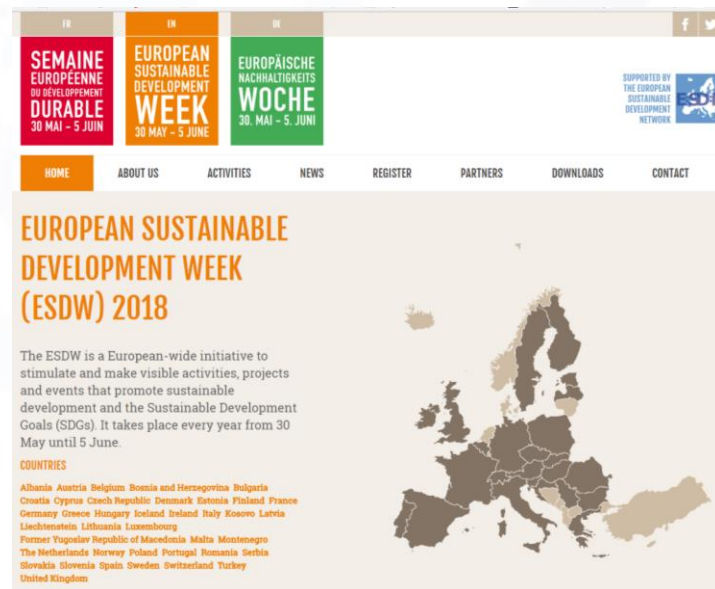 FR
EN
DE
SEMAINE
EUROPÉENNE
DU DÉVELOPPEMENT
DURABLE
30 MAI – 5 JUIN
EUROPEAN
SUSTAINABLE
DEVELOPMENT
WEEK
30 MAY – 5 JUNE
EUROPÄISCHE
NACHHALTIGKEITS
WOCHE
30. MAI – 5. JUNI
SUPPORTED BY
THE EUROPEAN
SUSTAINABLE
DEVELOPMENT
NETWORK
HOME
ABOUT US
ACTIVITIES
NEWS
REGISTER
PARTNERS
DOWNLOADS
CONTACT
EUROPEAN SUSTAINABLE
DEVELOPMENT WEEK
(ESDW) 2018
The ESDW is a European-wide initiative to
stimulate and make visible activities, projects
and events that promote sustainable
development and the Sustainable Development
Goals (SDGs). It takes place every year from 30
May until 5 June.
COUNTRIES
Albania Austria Belgium Bosnia and Herzegovina Bulgaria
Croatia Cyprus Czech Republic Denmark Estonia Finland France
Germany Greece Hungary Iceland Ireland Italy Kosovo Latvia
Liechtenstein Lithuania Luxembourg
Former Yugoslav Republic of Macedonia Malta Montenegro
The Netherlands Norway Poland Portugal Romania Serbia
Slovakia Slovenia Spain Sweden Switzerland Turkey
United Kingdom